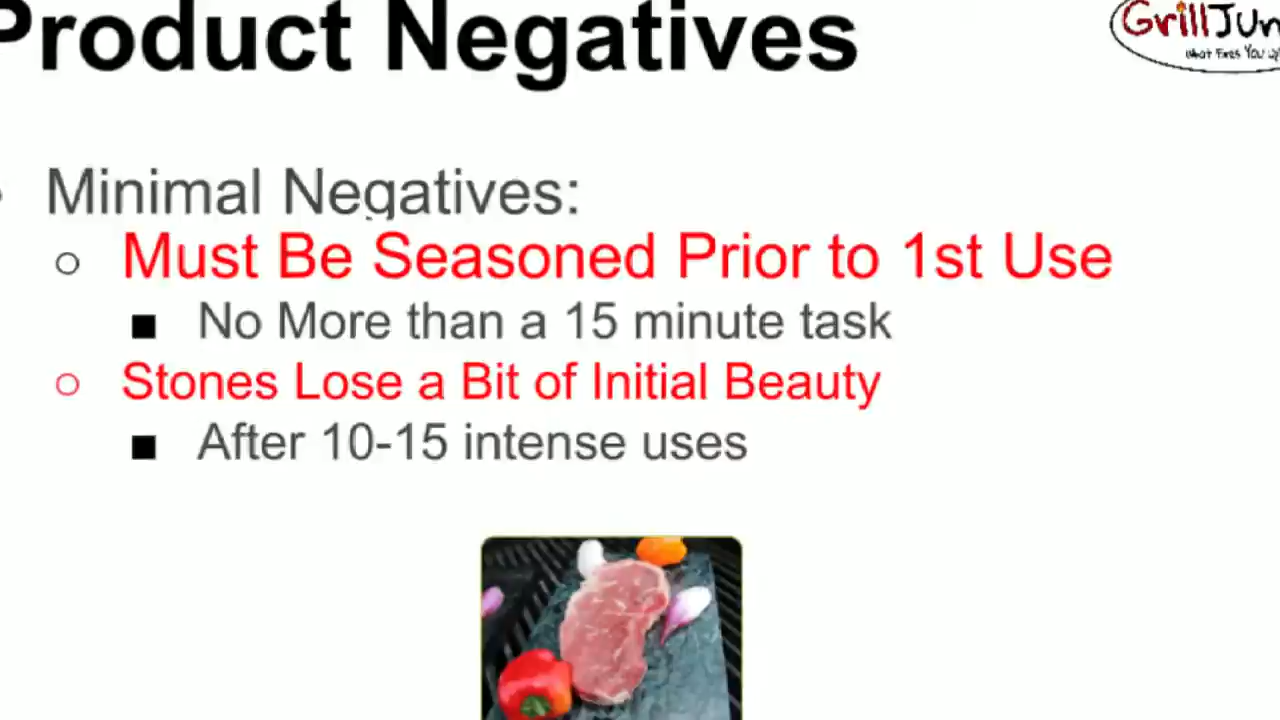 Product Negatives
Minimal Negatives:
Must Be Seasoned Prior to 1st Use
No More than a 15 minute task
Stones Lose a Bit of Initial Beauty
After 10-15 intense uses